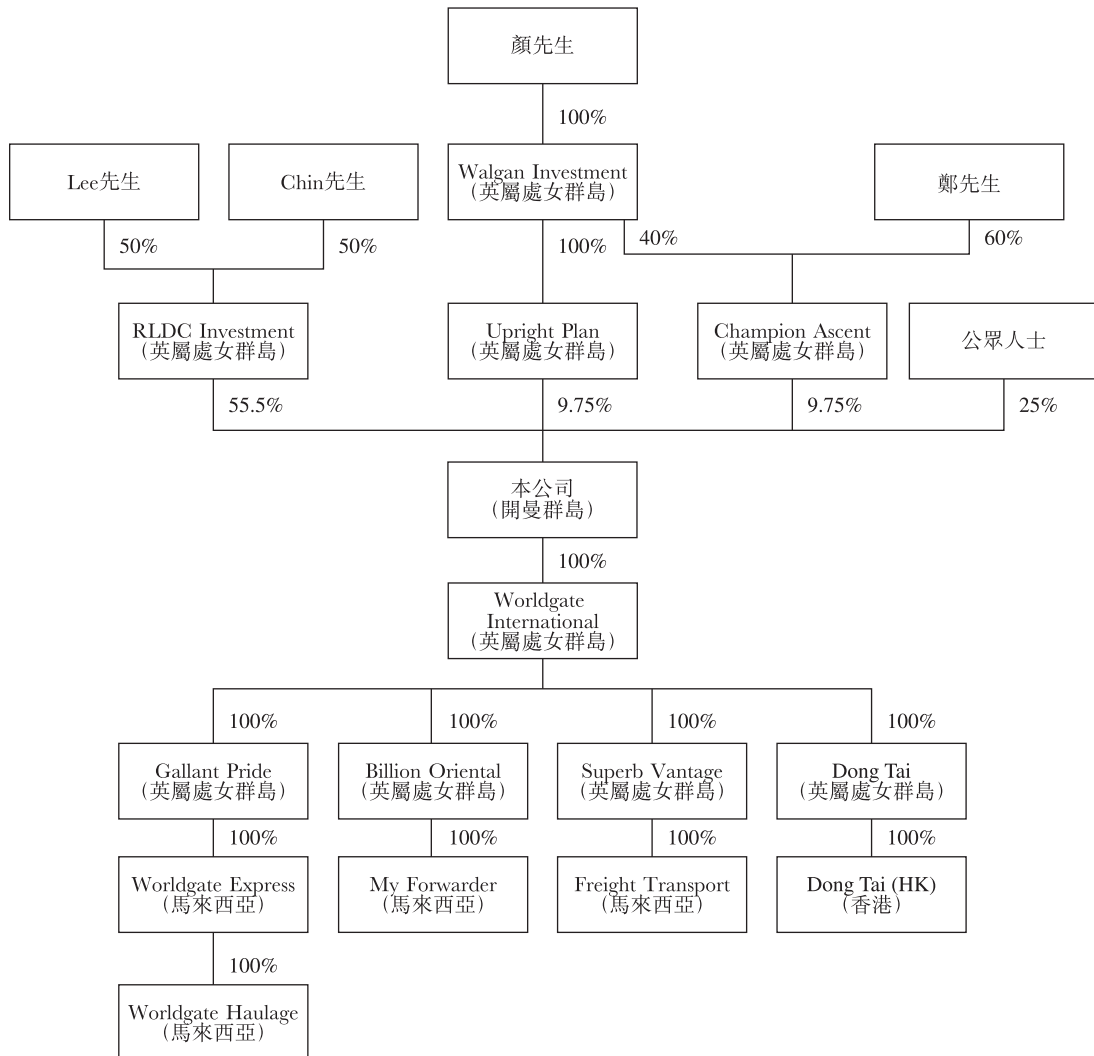 顏先生
100%
Lee先生
Chin先生
Walgan Investment
(英屬處女群島)
鄭先生
50%
50%
100%
40%
60%
RLDC Investment
(英屬處女群島)
Upright Plan
(英屬處女群島)
Champion Ascent
(英屬處女群島)
公眾人士
55.5%
9.75%
9.75%
25%
本公司
(開曼群島)
100%
Worldgate
International
(英屬處女群島)
100%
100%
100%
100%
Gallant Pride
(英屬處女群島)
Billion Oriental
(英屬處女群島)
Superb Vantage
(英屬處女群島)
Dong Tai
(英屬處女群島)
100%
100%
100%
100%
Worldgate Express
(馬來西亞)
My Forwarder
(馬來西亞)
Freight Transport
(馬來西亞)
Dong Tai (HK)
(香港)
100%
Worldgate Haulage
(馬來西亞)